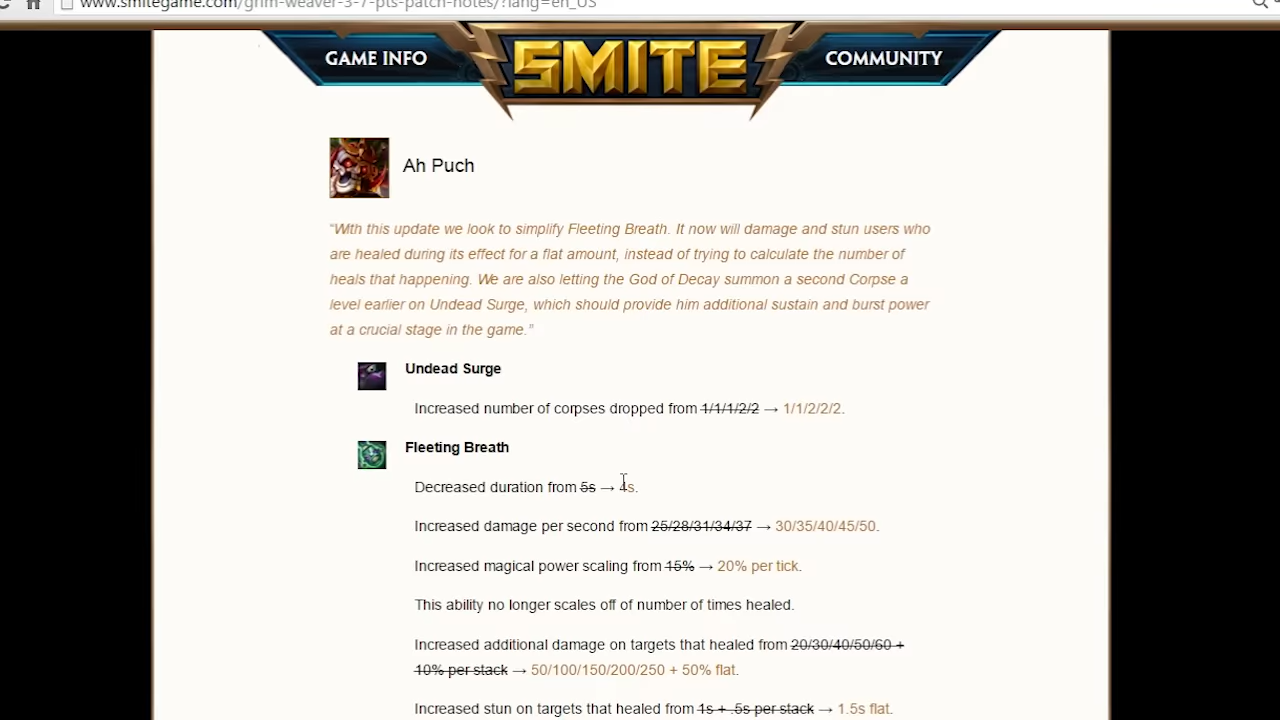 www.smitegame.com/grim-weaver-3-7-pts-patch-notes/?lang=en_US
GAME INFO
SMITE
COMMUNITY
Ah Puch
"With this update we look to simplify Fleeting Breath. It now will damage and stun users who
are healed during its effect for a flat amount, instead of trying to calculate the number of
heals that happening. We are also letting the God of Decay summon a second Corpse a
level earlier on Undead Surge, which should provide him additional sustain and burst power
at a crucial stage in the game."
Undead Surge
Increased number of corpses dropped from 1/1/1/2/2 → 1/1/2/2/2.
Fleeting Breath
Decreased duration from 5s → 4s.
Increased damage per second from 25/28/31/34/37 → 30/35/40/45/50.
Increased magical power scaling from 15% → 20% per tick.
This ability no longer scales off of number of times healed.
Increased additional damage on targets that healed from 20/30/40/50/60 +
10% per stack → 50/100/150/200/250 + 50% flat.
Increased stun on targets that healed from 1s + .5s per stack → 1.5s flat.